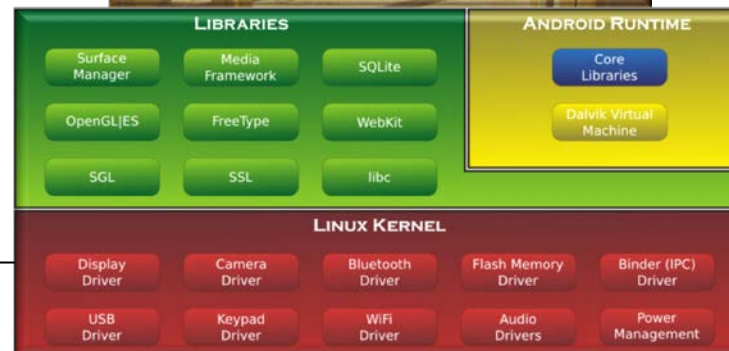 LIBRARIES
Surface
Manager
Media
Framework
SQLite
OpenGL|ES
FreeType
WebKit
SGL
SSL
libc
ANDROID RUNTIME
Core
Libraries
Dalvik Virtual
Machine
LINUX KERNEL
Display
Driver
Camera
Driver
Bluetooth
Driver
Flash Memory
Driver
Binder (IPC)
Driver
USB
Driver
Keypad
Driver
WiFi
Driver
Audio
Drivers
Power
Management